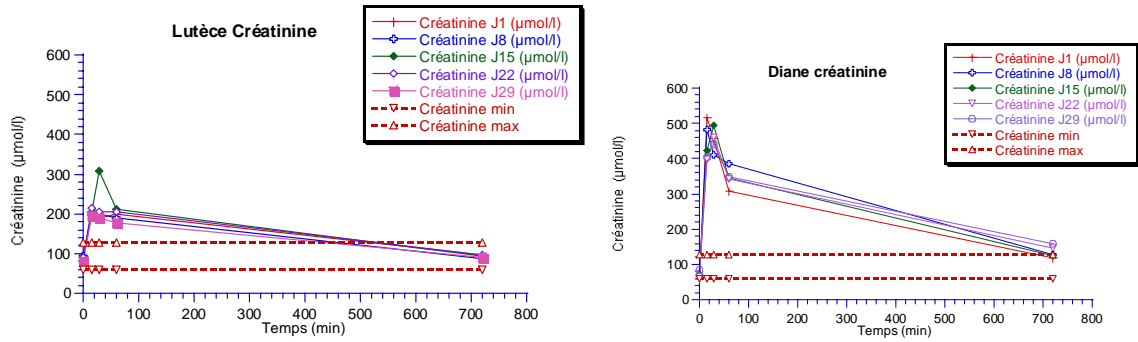 Lutèce Créatinine
Créatinine J1 (µmol/l)
Créatinine J8 (µmol/l)
Créatinine J15 (µmol/l)
Créatinine J22 (µmol/l)
Créatinine J29 (µmol/l)
Créatinine min
Créatinine max
Créatinine (µmol/l)
600
500
400
300
200
100
0
0 100 200 300 400 500 600 700 800
Temps (min)
Diane créatinine
Créatinine J1 (µmol/l)
Créatinine J8 (µmol/l)
Créatinine J15 (µmol/l)
Créatinine J22 (µmol/l)
Créatinine J29 (µmol/l)
Créatinine min
Créatinine max
Créatinine (µmol/l)
600
500
400
300
200
100
0
0 100 200 300 400 500 600 700 800
Temps (min)